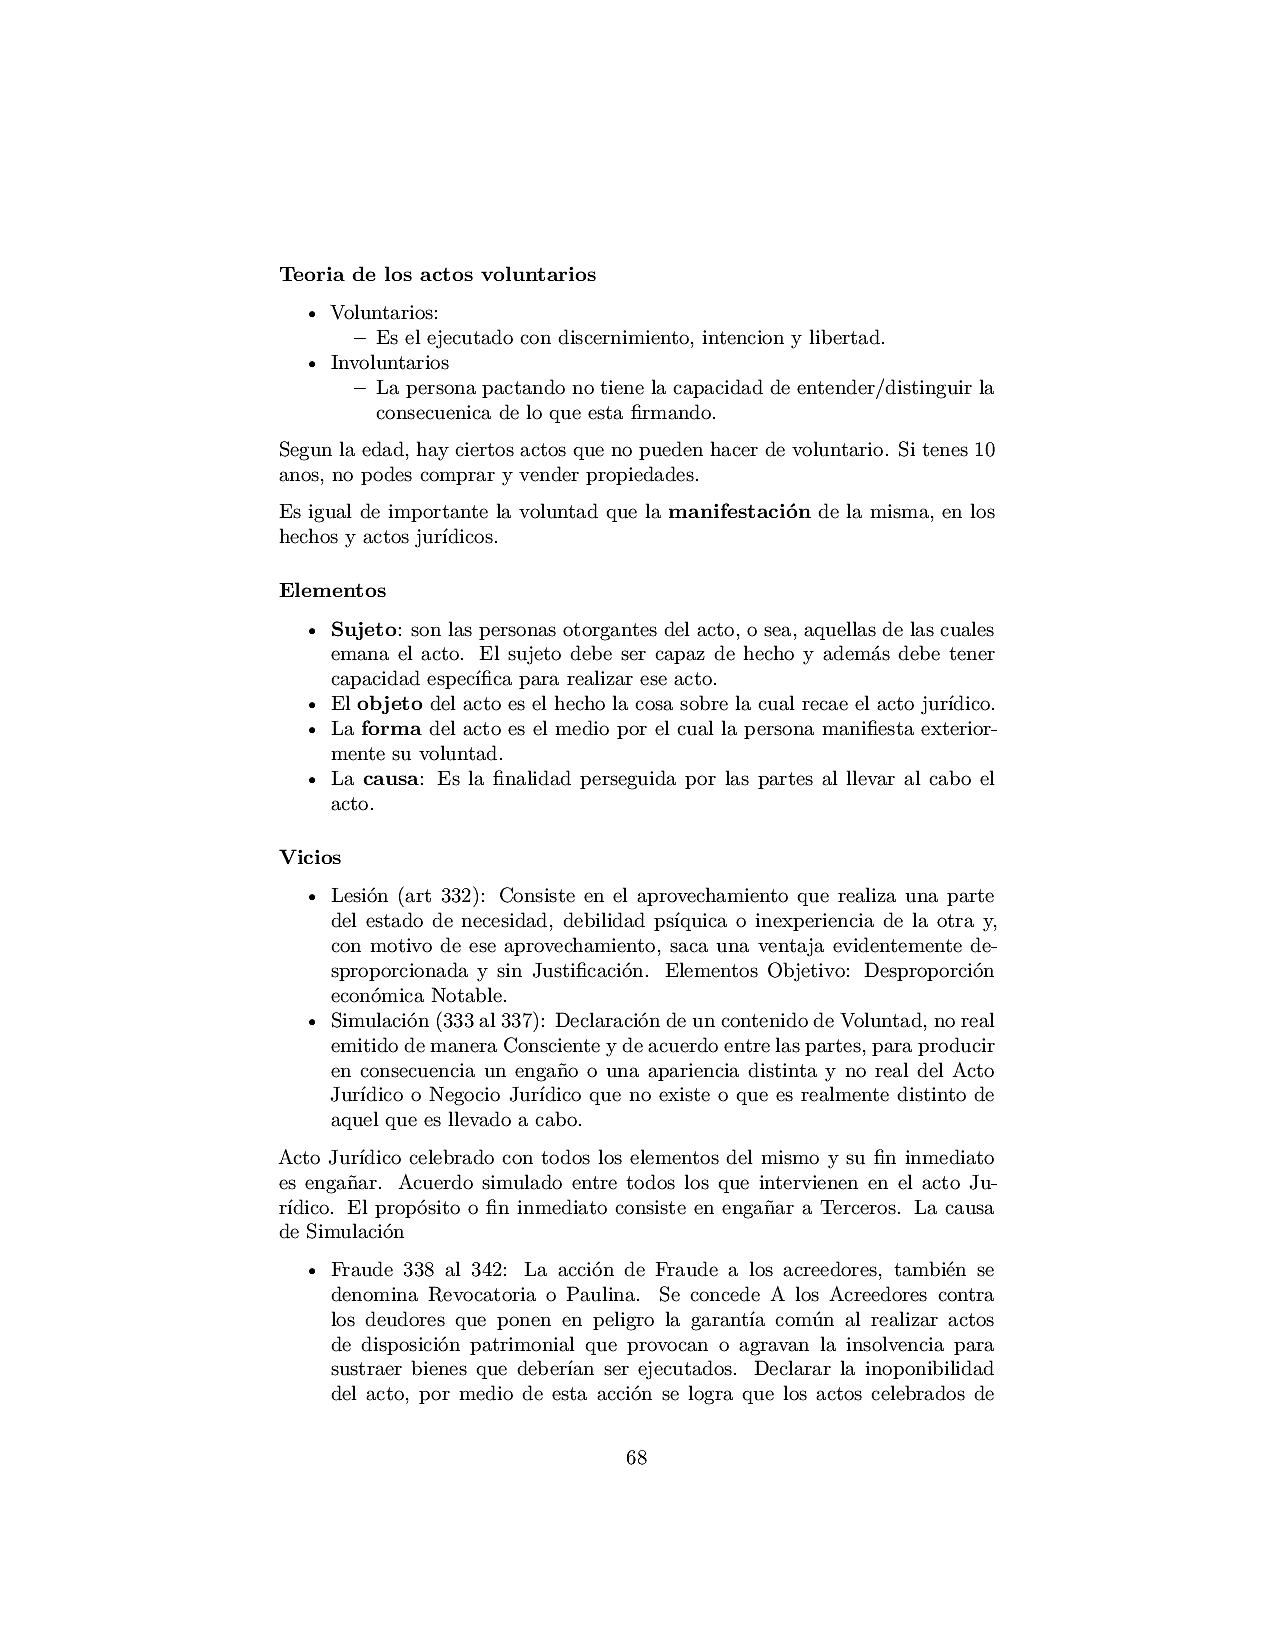 Teoria de los actos voluntarios
• Voluntarios:
– Es el ejecutado con discernimiento, intencion y libertad.
• Involuntarios
– La persona pactando no tiene la capacidad de entender/distinguir la
consecuenica de lo que esta firmando.
Segun la edad, hay ciertos actos que no pueden hacer de voluntario. Si tenes 10
anos, no podes comprar y vender propiedades.
Es igual de importante la voluntad que la manifestación de la misma, en los
hechos y actos jurídicos.
Elementos
• Sujeto: son las personas otorgantes del acto, o sea, aquellas de las cuales
emana el acto. El sujeto debe ser capaz de hecho y además debe tener
capacidad específica para realizar ese acto.
• El objeto del acto es el hecho la cosa sobre la cual recae el acto jurídico.
• La forma del acto es el medio por el cual la persona manifiesta exterior-
mente su voluntad.
• La causa: Es la finalidad perseguida por las partes al llevar al cabo el
acto.
Vicios
• Lesión (art 332): Consiste en el aprovechamiento que realiza una parte
del estado de necesidad, debilidad psíquica o inexperiencia de la otra y,
con motivo de ese aprovechamiento, saca una ventaja evidentemente de-
sproporcionada y sin Justificación. Elementos Objetivo: Desproporción
económica Notable.
• Simulación (333 al 337): Declaración de un contenido de Voluntad, no real
emitido de manera Consciente y de acuerdo entre las partes, para producir
en consecuencia un engaño o una apariencia distinta y no real del Acto
Jurídico o Negocio Jurídico que no existe o que es realmente distinto de
aquel que es llevado a cabo.
Acto Jurídico celebrado con todos los elementos del mismo y su fin inmediato
es engañar. Acuerdo simulado entre todos los que intervienen en el acto Ju-
rídico. El propósito o fin inmediato consiste en engañar a Terceros. La causa
de Simulación
• Fraude 338 al 342: La acción de Fraude a los acreedores, también se
denomina Revocatoria o Paulina. Se concede A los Acreedores contra
los deudores que ponen en peligro la garantía común al realizar actos
de disposición patrimonial que provocan o agravan la insolvencia para
sustraer bienes que deberían ser ejecutados. Declarar la inoponibilidad
del acto, por medio de esta acción se logra que los actos celebrados de
68